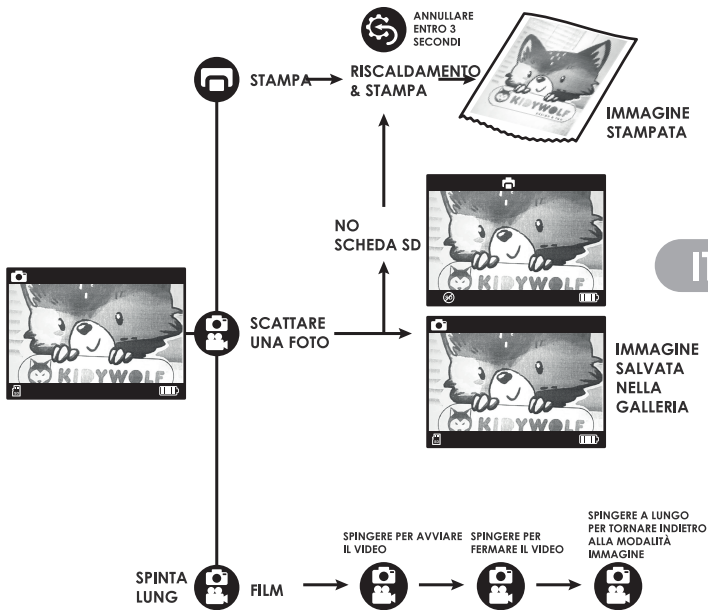 ANNULLARE
ENTRO 3
SECONDI
STAMPA
RISCALDAMENTO
& STAMPA
KIDYWOLF
IMMAGINE
STAMPATA
NO
SCHEDA SD
KIDYWOLF
IT
SCATTARE
UNA FOTO
KIDYWOLF
KIDYWOLF
IMMAGINE
SALVATA
NELLA
GALLERIA
SPINTA
LUNG
FILM
SPINGERE PER AVVIARE
IL VIDEO
SPINGERE PER
FERMARE IL VIDEO
SPINGERE A LUNGO
PER TORNARE INDIETRO
ALLA MODALITÀ
IMMAGINE